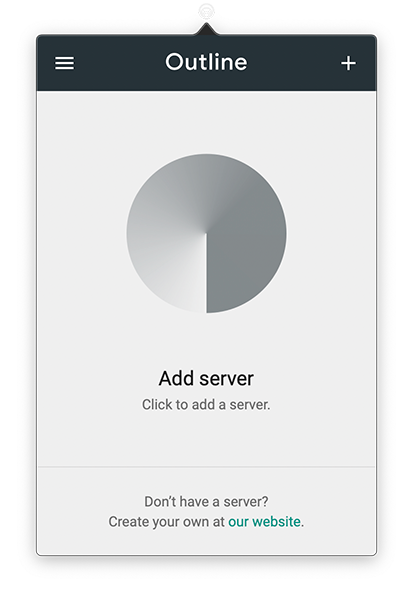 Outline
Add server
Click to add a server.
Don’t have a server?
Create your own at our website.